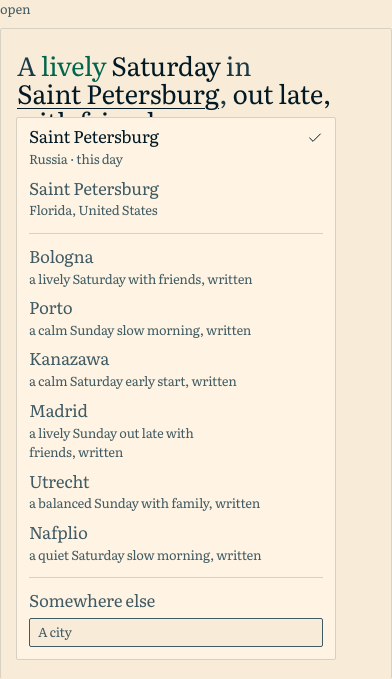 open
A lively Saturday in
Saint Petersburg, out late,
with friends
Saint Petersburg
Russia · this day
Saint Petersburg
Florida, United States
Bologna
a lively Saturday with friends, written
Porto
a calm Sunday slow morning, written
Kanazawa
a calm Saturday early start, written
Madrid
a lively Sunday out late with
friends, written
Utrecht
a balanced Sunday with family, written
Nafplio
a quiet Saturday slow morning, written
Somewhere else
A city